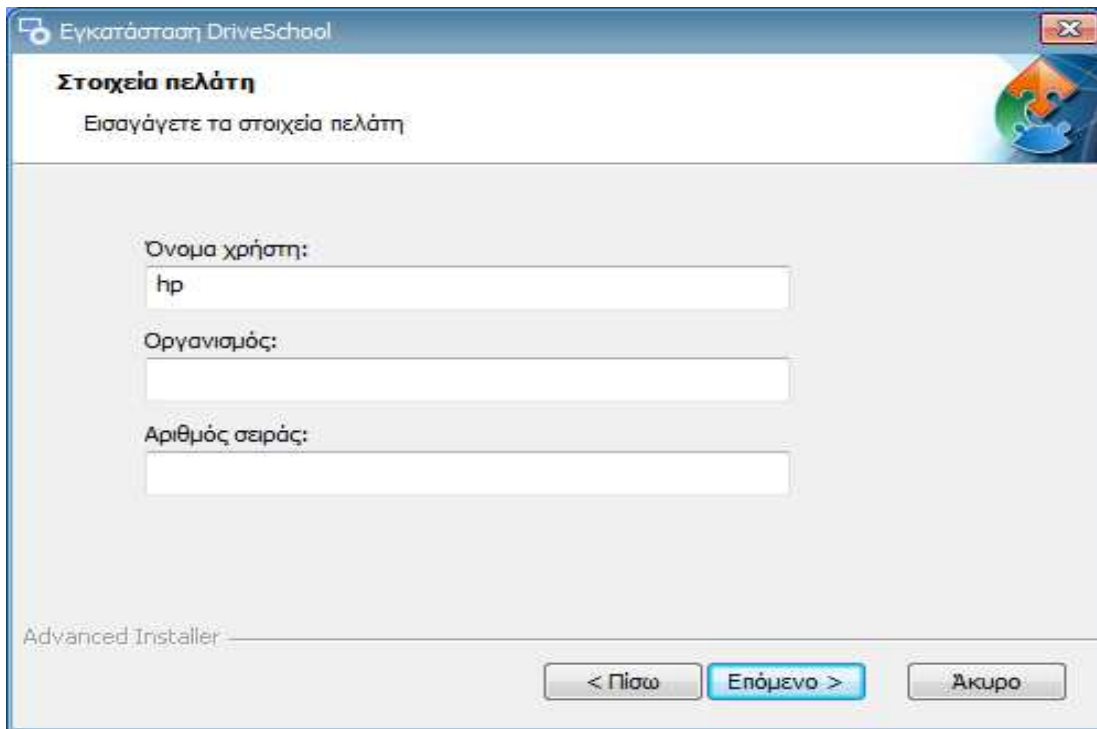 Εγκατάσταση DriveSchool
Στοιχεία πελάτη
Εισαγάγετε τα στοιχεία πελάτη
Όνομα χρήστη:
hp
Οργανισμός:
Αριθμός σειράς:
Advanced Installer
< Πίσω Επόμενο > Άκυρο